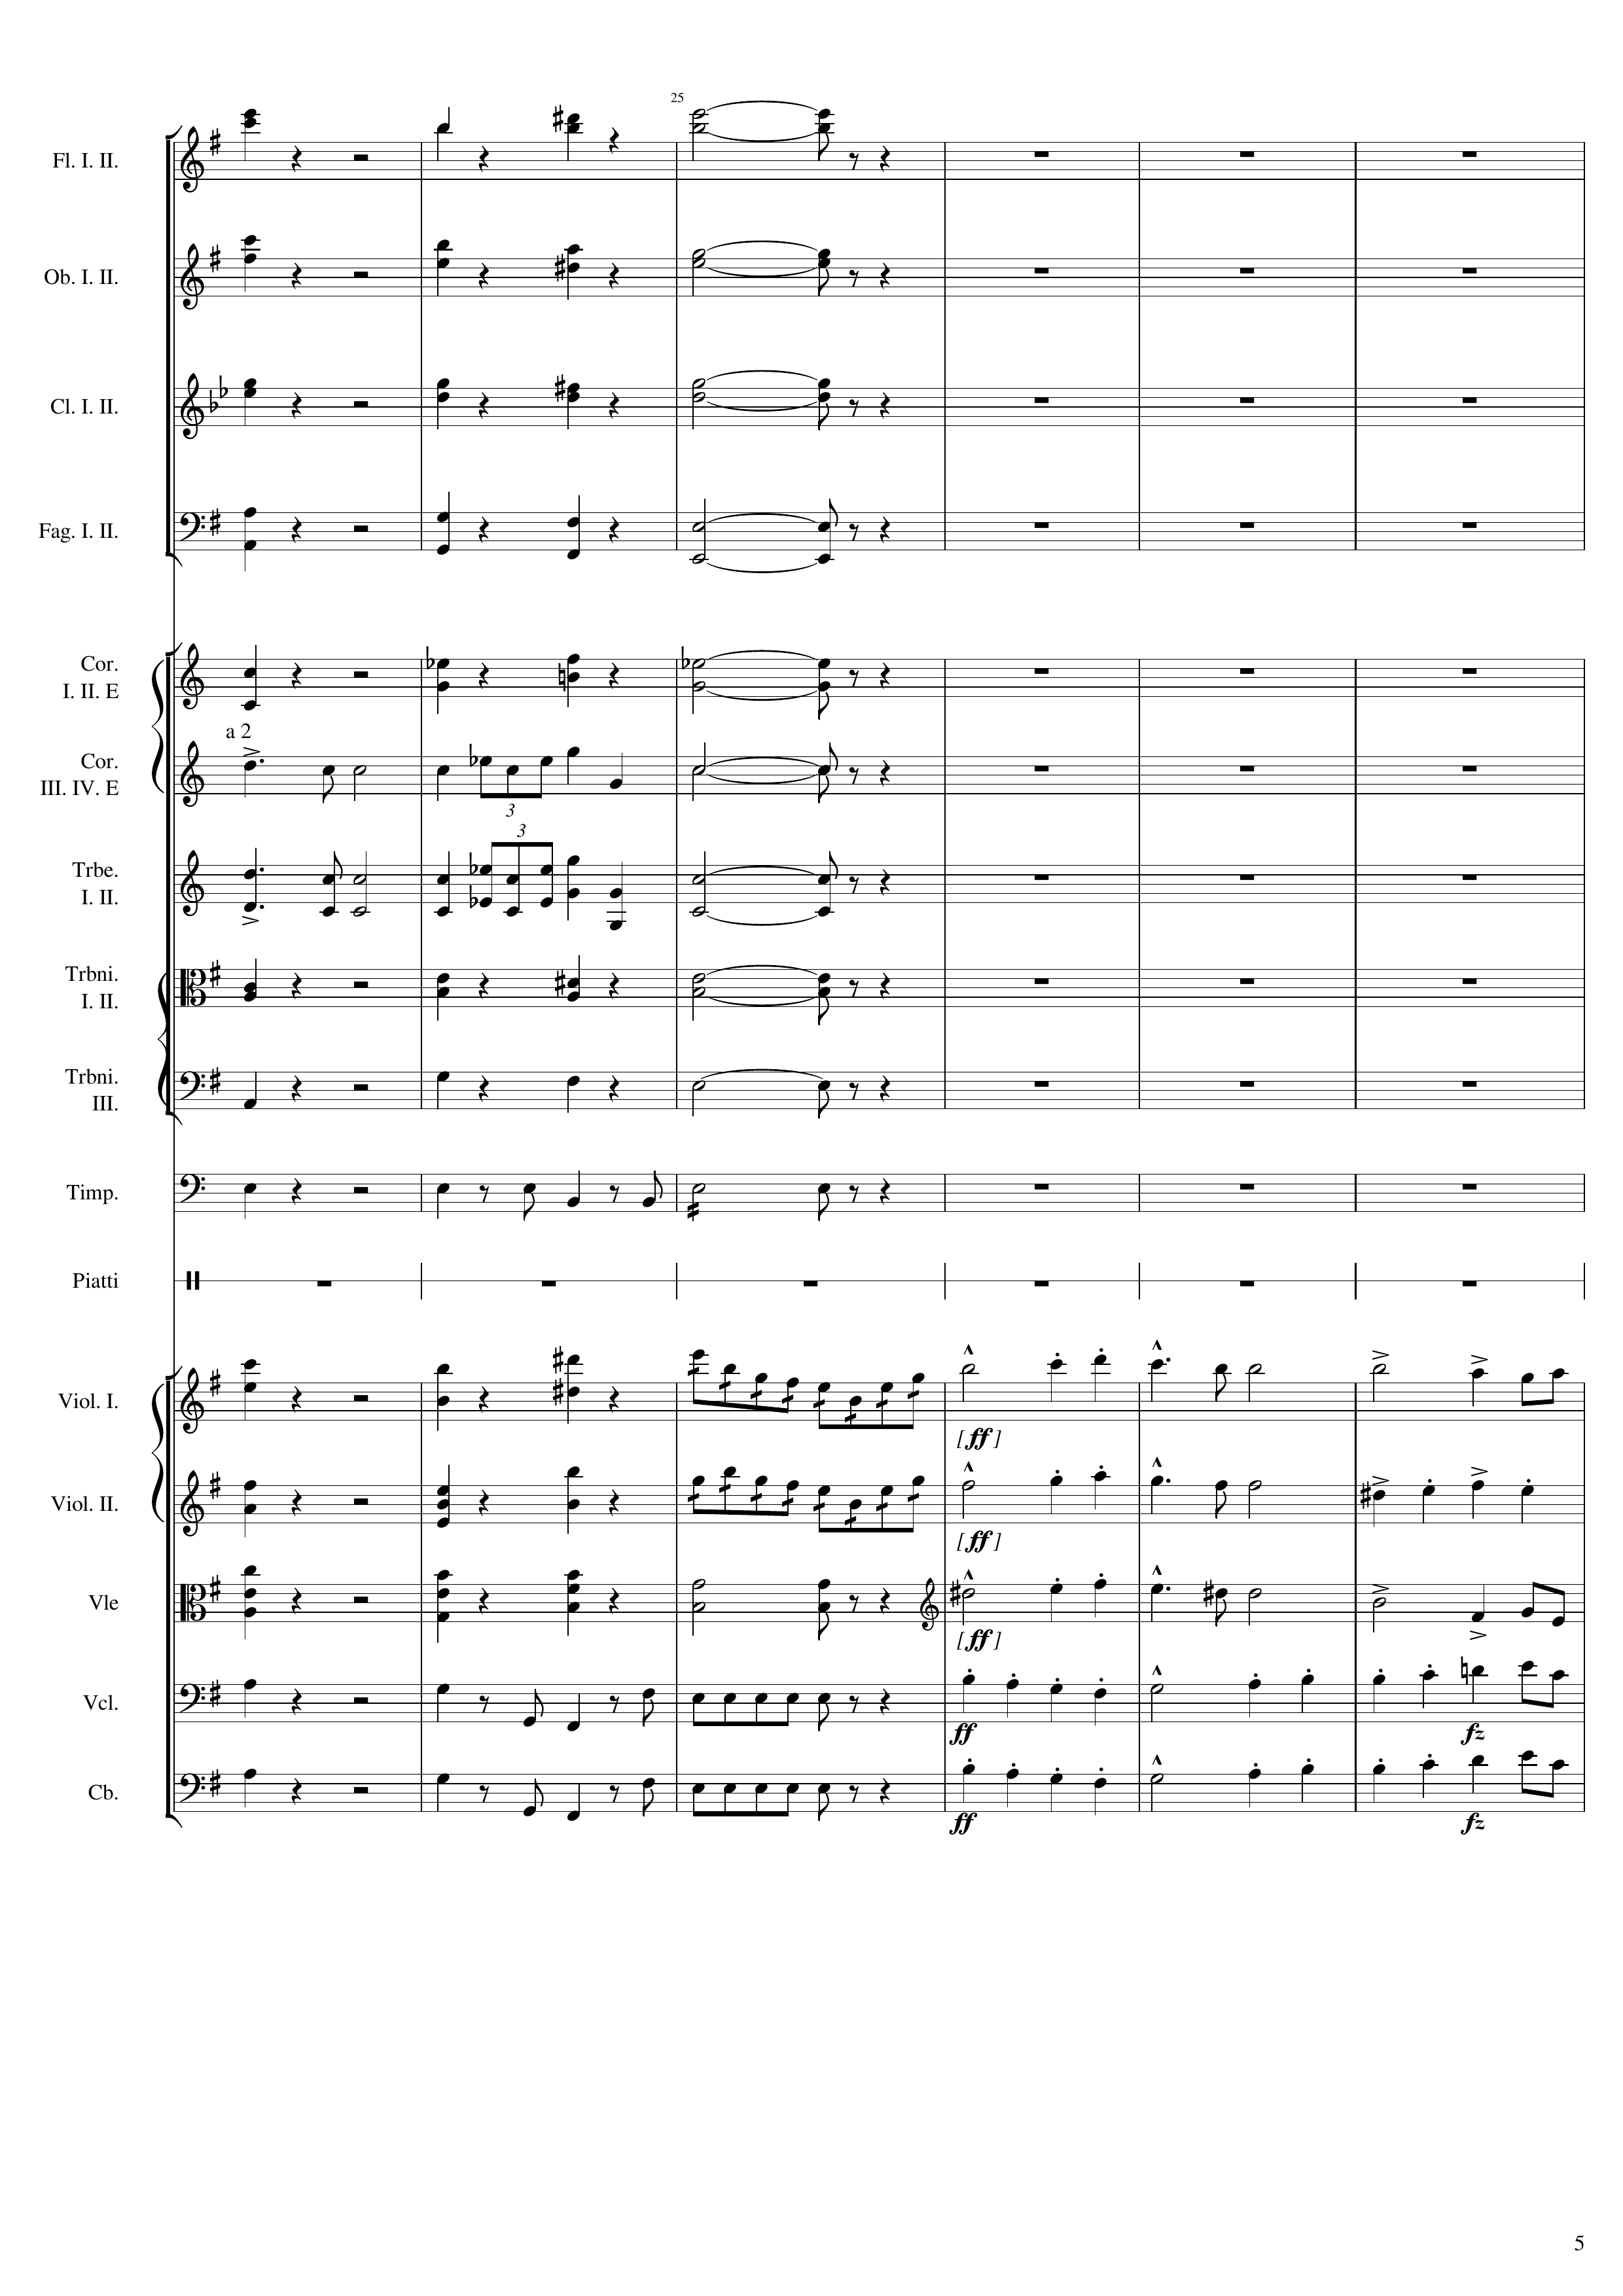 25
Fl. I. II.
Ob. I. II.
Cl. I. II.
Fag. I. II.
Cor.
I. II. E
a 2
Cor.
III. IV. E
3
3
Trbe.
I. II.
Trbni.
I. II.
Trbni.
III.
Timp.
Piatti
Viol. I.
[ ff ]
Viol. II.
[ ff ]
Vle
[ ff ]
Vcl.
ff fz
Cb.
ff fz
5